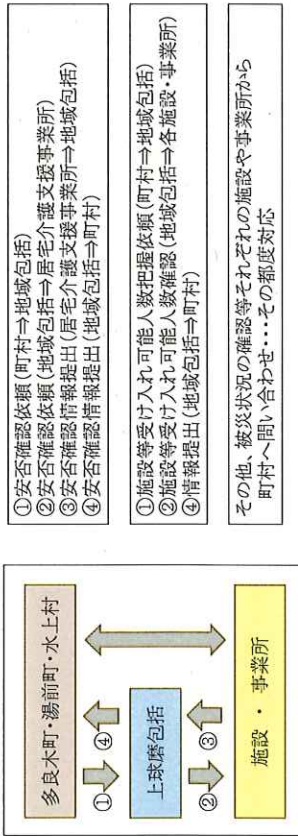 多良木町・湯前町・水上村
①
④
上球磨包括
②
③
施設・事業所
①安否確認依頼(町村⇒地域包括)
②安否確認依頼(地域包括⇒居宅介護支援事業所)
③安否確認情報提出(居宅介護支援事業所⇒地域包括)
④安否確認情報提出(地域包括⇒町村)
①施設等受け入れ可能人数把握依頼(町村⇒地域包括)
②施設等受け入れ可能人数確認(地域包括⇒各施設・事業所)
④情報提出(地域包括⇒町村)
その他、被災状況の確認等それぞれの施設や事業所から
町村へ問い合わせ・・・その都度対応